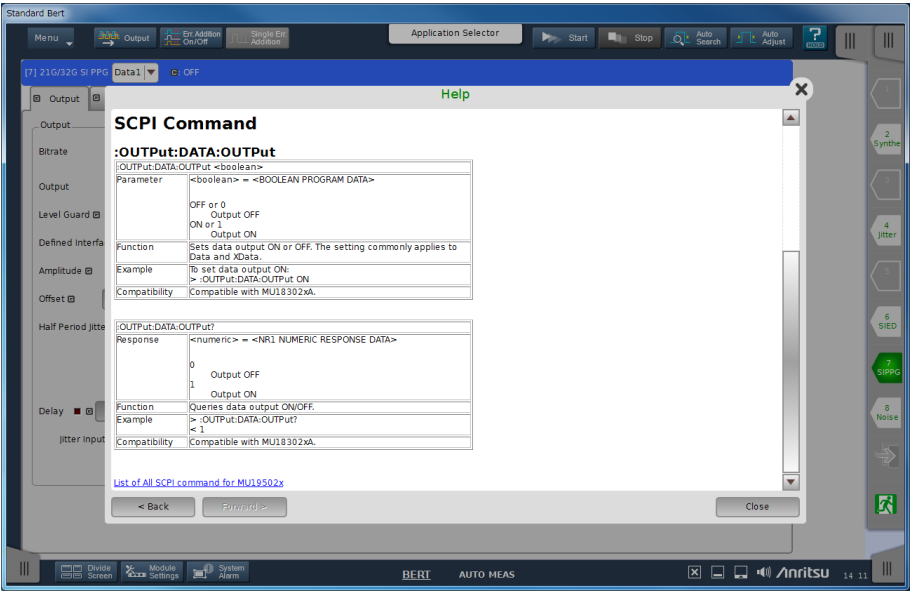 Standard Bert
Menu
Output
Err.Addition
On/Off
Single Err.
Addition
Application Selector
Start
Stop
Auto
Search
Auto
Adjust
?
[7] 21G/32G SI PPG
Data1
C: OFF
Output
Help
Output
Bitrate
Output
Level Guard
Defined Interfa
Amplitude
Offset
Half Period Jitte
Delay
Jitter Input
SCPI Command
:OUTPut:DATA:OUTPut
:OUTPut:DATA:OUTPut <boolean>
Parameter <boolean> = <BOOLEAN PROGRAM DATA>
OFF or 0
Output OFF
ON or 1
Output ON
Function Sets data output ON or OFF. The setting commonly applies to
Data and XData.
Example To set data output ON:
> :OUTPut:DATA:OUTPut ON
Compatibility Compatible with MU18302xA.
:OUTPut:DATA:OUTPut?
Response <numeric> = <NR1 NUMERIC RESPONSE DATA>
0
Output OFF
1
Output ON
Function Queries data output ON/OFF.
Example > :OUTPut:DATA:OUTPut?
< 1
Compatibility Compatible with MU18302xA.
List of All SCPI command for MU19502x
< Back
Forward >
Close
1
2
Synthe
3
4
Jitter
5
6
SIED
7
SIPPG
8
Noise
Divide
Screen
Module
Settings
System
Alarm
BERT
AUTO MEAS
Anritsu
14 11